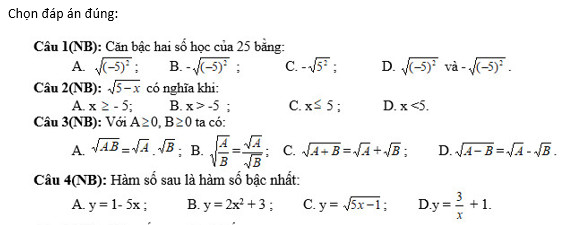 Chọn đáp án đúng:
Câu 1(NB): Căn bậc hai số học của 25 bằng:
A. √(−5)² ; B. -√(−5)² ; C. -√5² ; D. √(−5)² và -√(−5)² .
Câu 2(NB): √5−x có nghĩa khi:
A. x ≥ - 5; B. x > -5 ; C. x ≤ 5 ; D. x <5.
Câu 3(NB): Với A≥0, B≥0 ta có:
A. √AB = √A .√B ; B. √A/B = √A/√B ; C. √A+B = √A + √B ; D. √A−B = √A - √B .
Câu 4(NB): Hàm số sau là hàm số bậc nhất:
A. y = 1- 5x ; B. y = 2x² + 3 ; C. y = √5x−1 ; D.y = 3/x + 1.